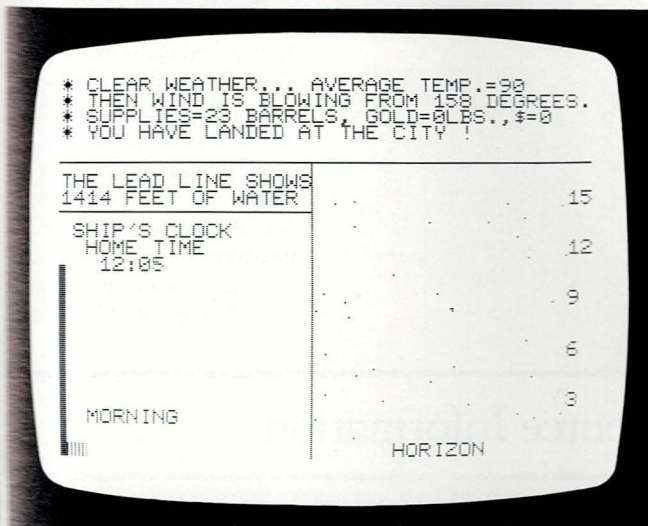 * CLEAR WEATHER... AVERAGE TEMP.=90
* THEN WIND IS BLOWING FROM 158 DEGREES.
* SUPPLIES=23 BARRELS, GOLD=0LBS.,$=0
* YOU HAVE LANDED AT THE CITY !
THE LEAD LINE SHOWS
1414 FEET OF WATER
15
SHIP'S CLOCK
HOME TIME
12:05
12
9
6
3
MORNING
HORIZON